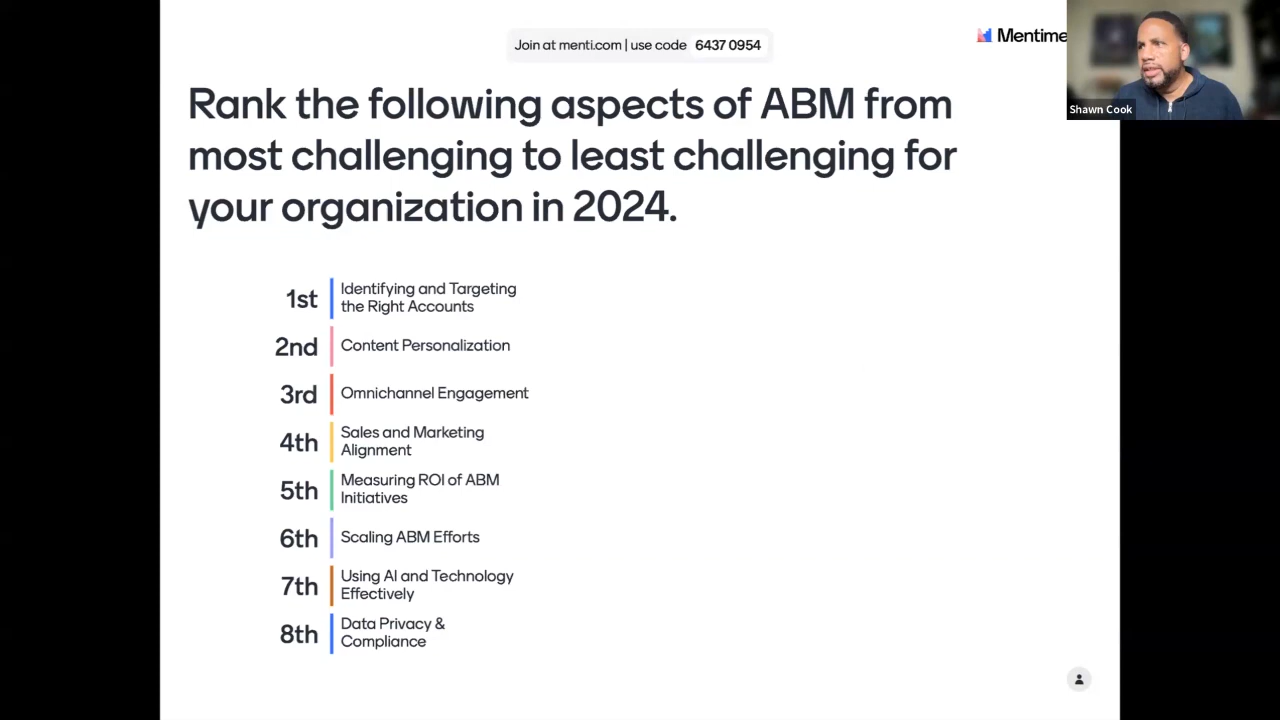 Join at menti.com | use code 6437 0954
Mentime
Shawn Cook
Rank the following aspects of ABM from
most challenging to least challenging for
your organization in 2024.
1st Identifying and Targeting
the Right Accounts
2nd Content Personalization
3rd Omnichannel Engagement
4th Sales and Marketing
Alignment
5th Measuring ROI of ABM
Initiatives
6th Scaling ABM Efforts
7th Using AI and Technology
Effectively
8th Data Privacy &
Compliance